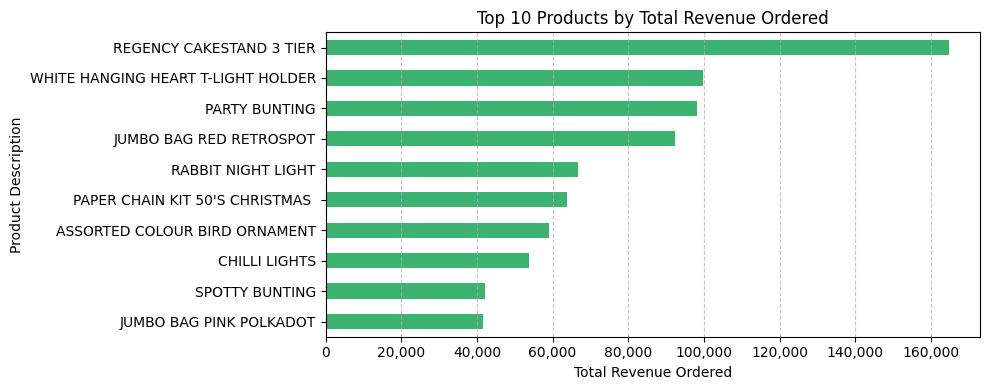 Top 10 Products by Total Revenue Ordered
Product Description
REGENCY CAKESTAND 3 TIER
WHITE HANGING HEART T-LIGHT HOLDER
PARTY BUNTING
JUMBO BAG RED RETROSPOT
RABBIT NIGHT LIGHT
PAPER CHAIN KIT 50'S CHRISTMAS
ASSORTED COLOUR BIRD ORNAMENT
CHILLI LIGHTS
SPOTTY BUNTING
JUMBO BAG PINK POLKADOT
0 20,000 40,000 60,000 80,000 100,000 120,000 140,000 160,000
Total Revenue Ordered